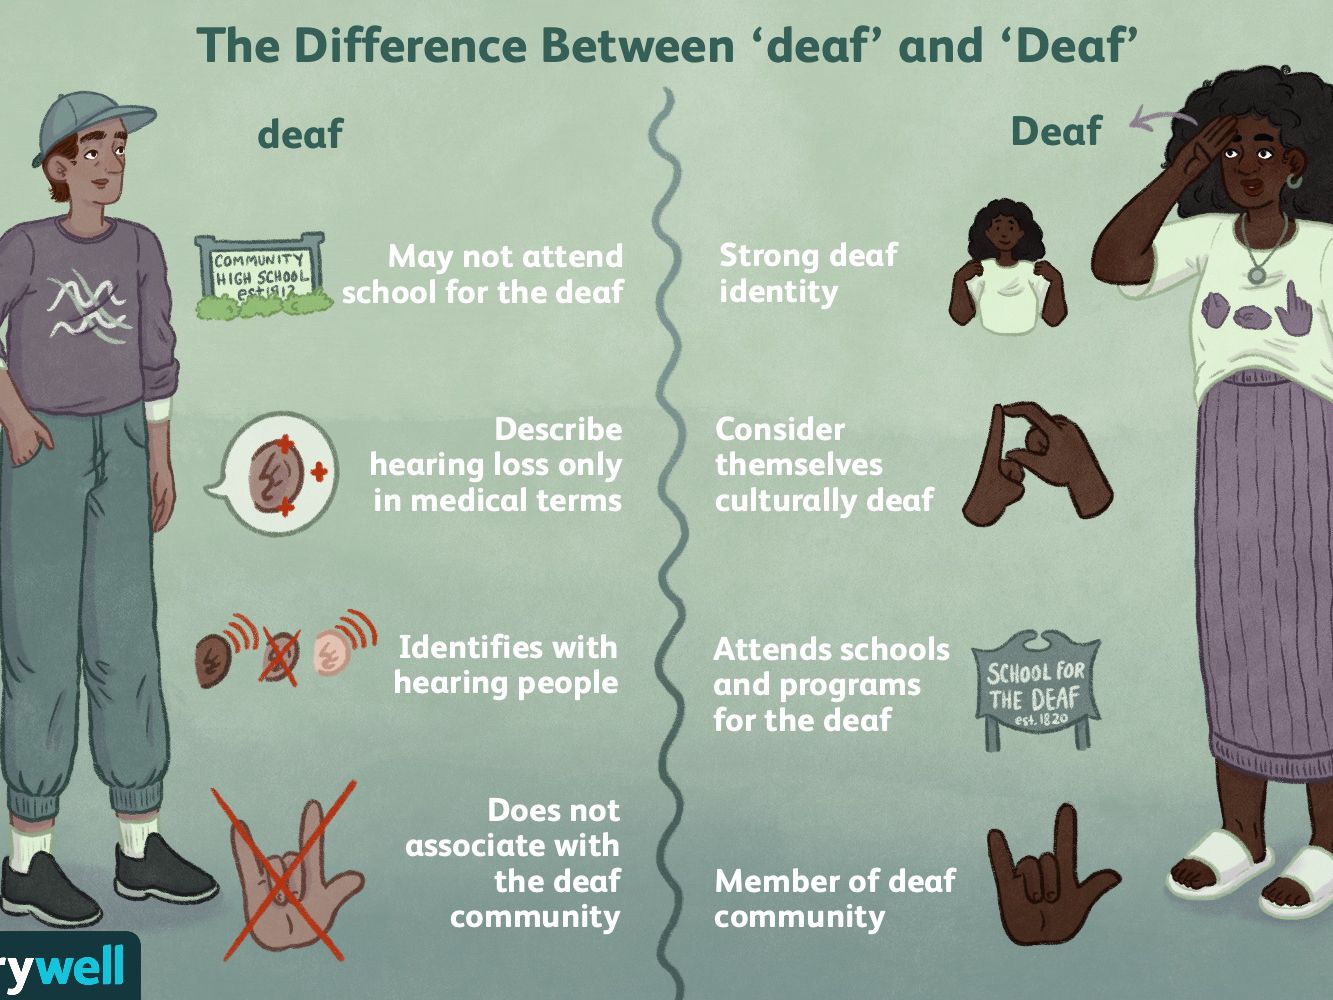 The Difference Between ‘deaf’ and ‘Deaf’
deaf
COMMUNITY
HIGH SCHOOL
est. 1912
May not attend
school for the deaf
Describe
hearing loss only
in medical terms
Identifies with
hearing people
Does not
associate with
the deaf
community
Deaf
Strong deaf
identity
Consider
themselves
culturally deaf
Attends schools
and programs
for the deaf
SCHOOL FOR
THE DEAF
est. 1820
Member of deaf
community
rywell